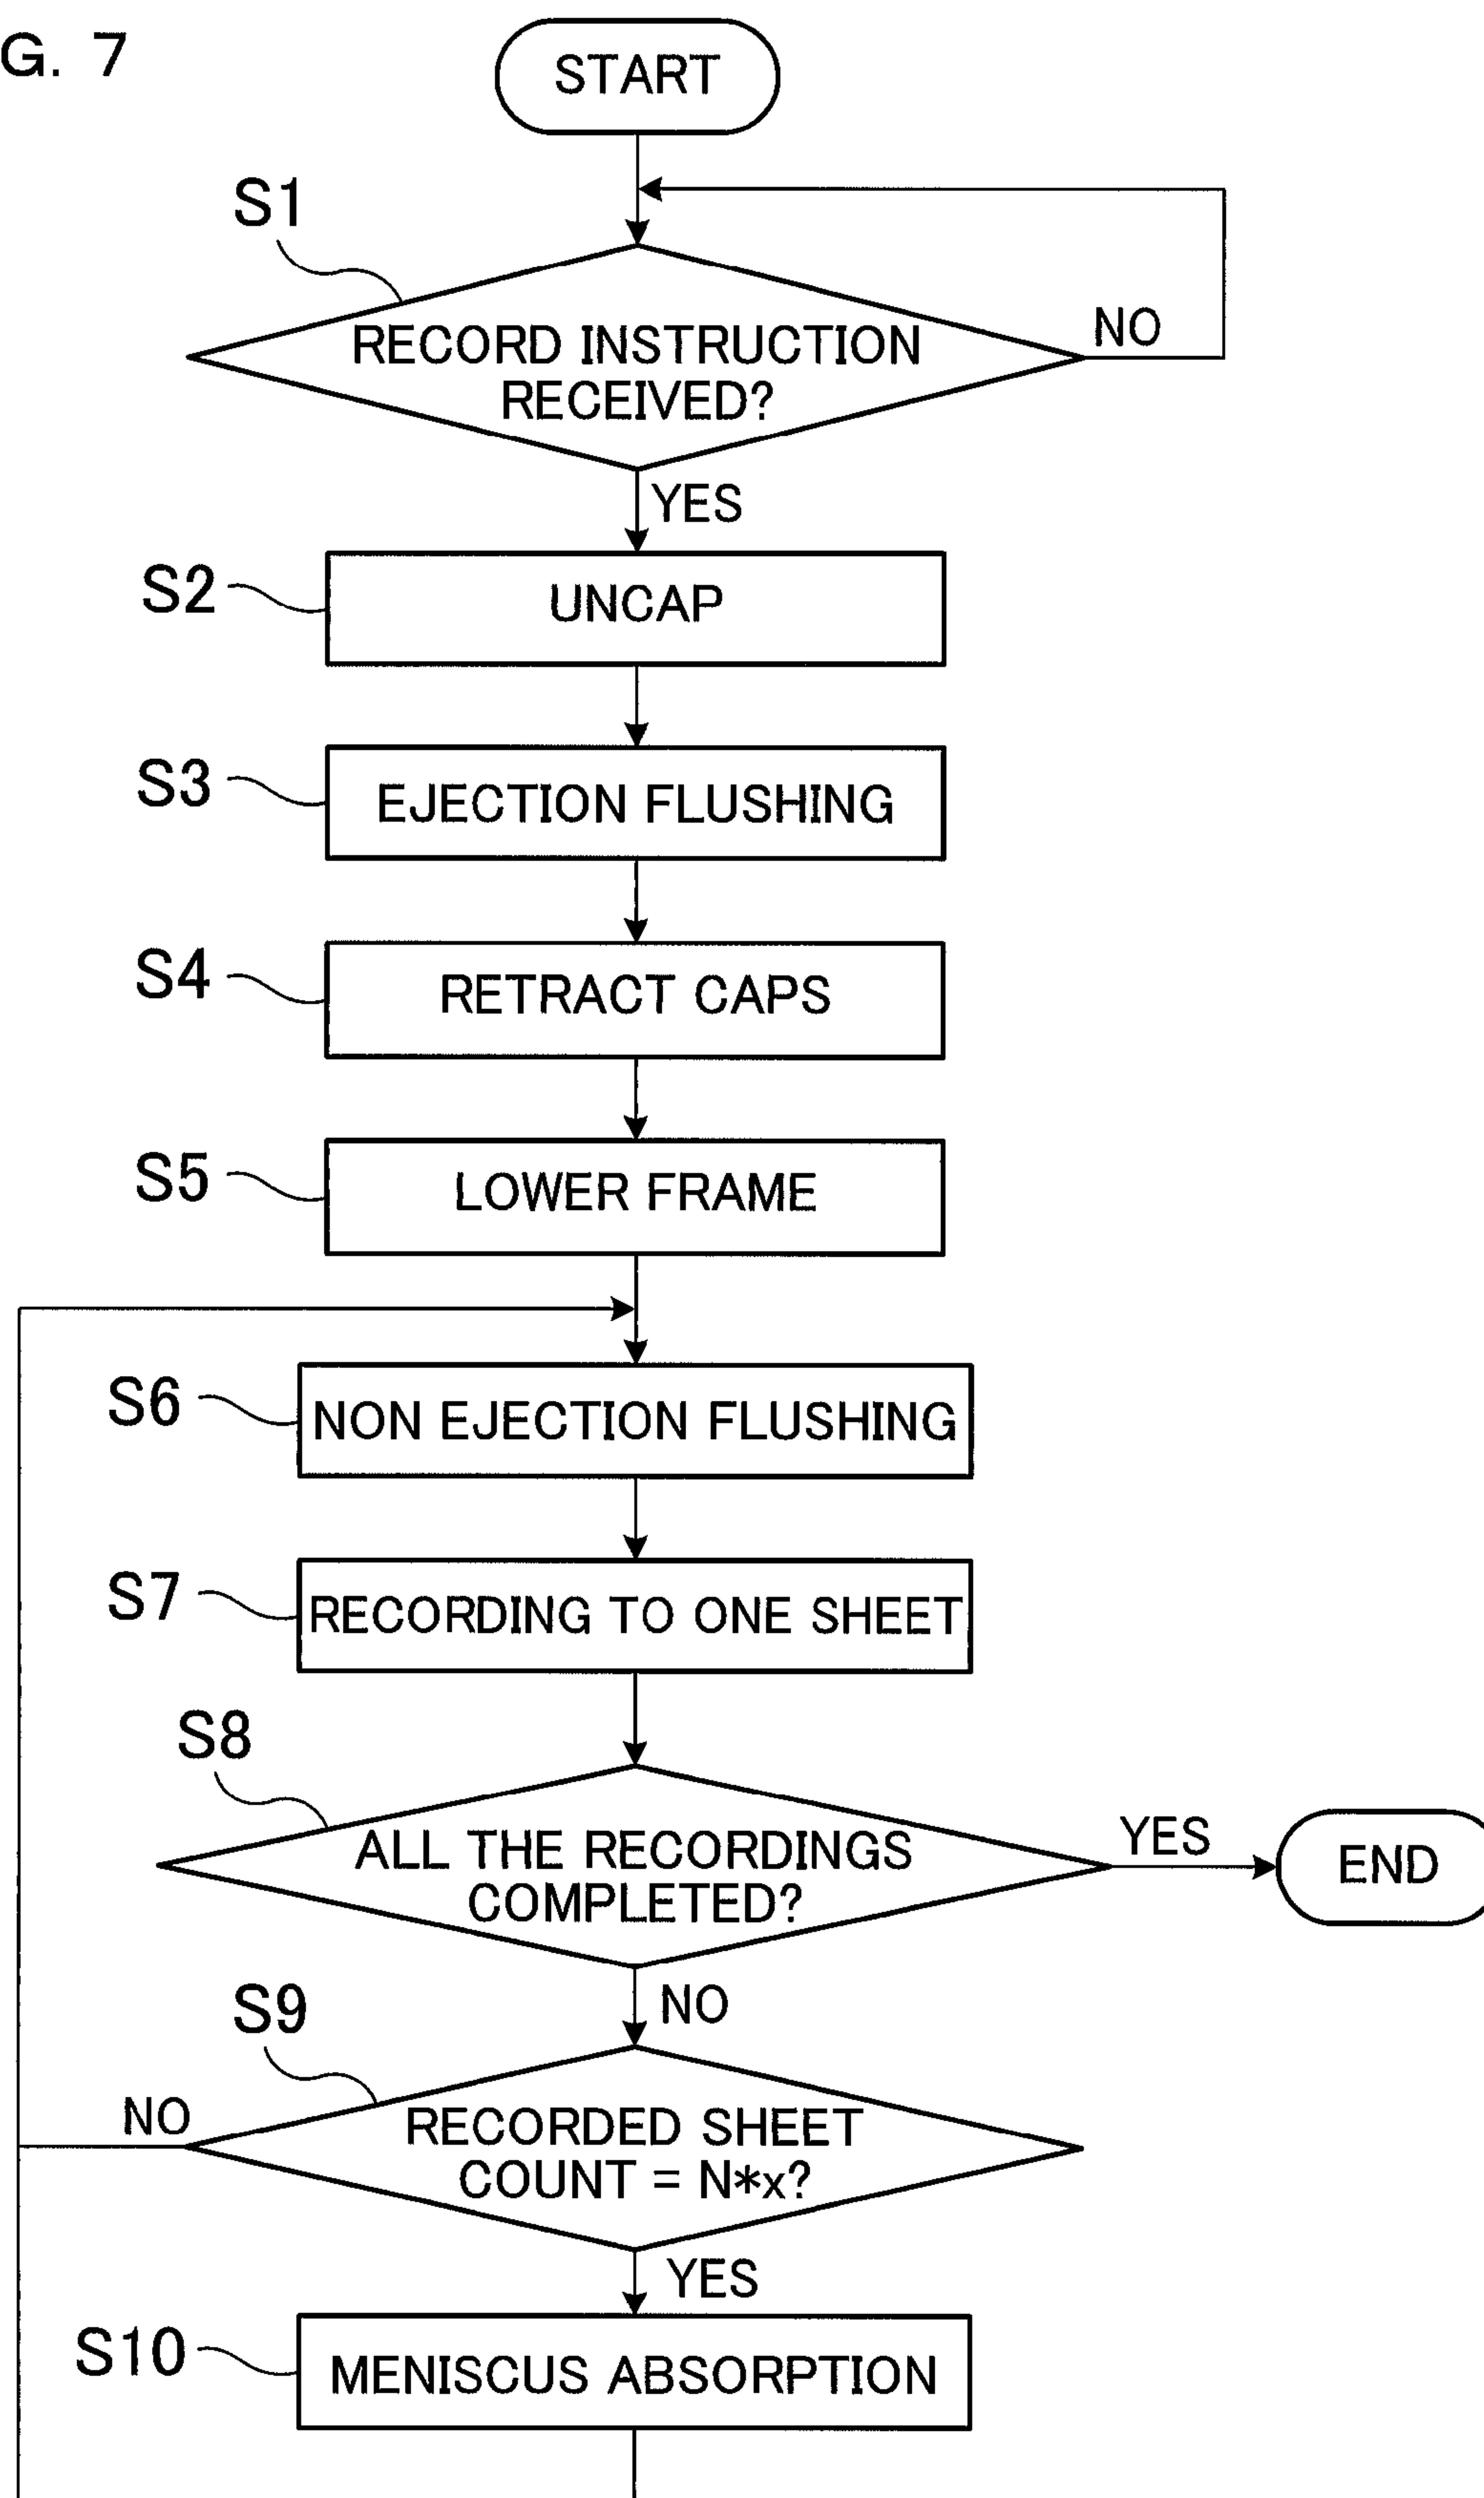 G. 7
START
S1
RECORD INSTRUCTION
RECEIVED?
NO
YES
S2
UNCAP
S3
EJECTION FLUSHING
S4
RETRACT CAPS
S5
LOWER FRAME
S6
NON EJECTION FLUSHING
S7
RECORDING TO ONE SHEET
S8
ALL THE RECORDINGS
COMPLETED?
YES
END
NO
S9
RECORDED SHEET
COUNT = N*x?
NO
YES
S10
MENISCUS ABSORPTION